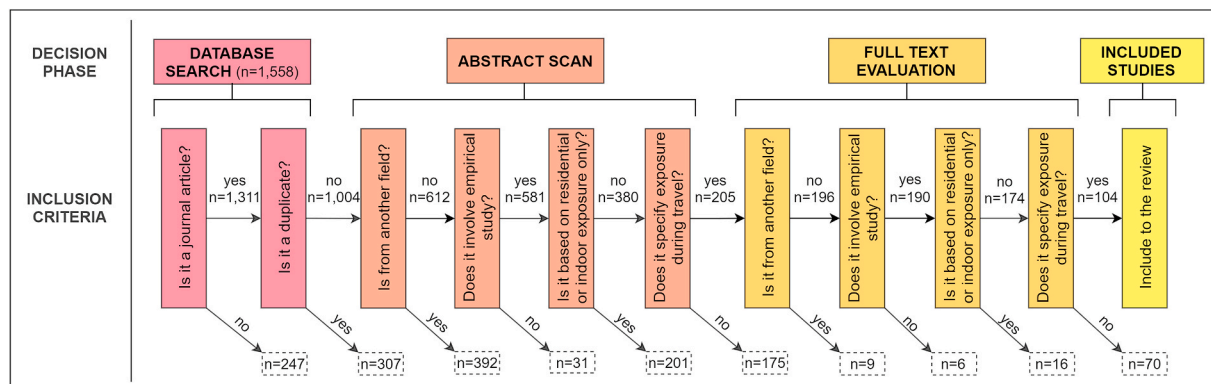 DECISION
PHASE
DATABASE
SEARCH (n=1,558)
ABSTRACT SCAN
FULL TEXT
EVALUATION
INCLUDED
STUDIES
INCLUSION
CRITERIA
Is it a journal article?
yes
n=1,311
Is it a duplicate?
no
n=1,004
Is from another field?
no
n=612
Does it involve empirical
study?
yes
n=581
Is it based on residential
or indoor exposure only?
no
n=380
Does it specify exposure
during travel?
yes
n=205
Is it from another field?
no
n=196
Does it involve empirical
study?
yes
n=190
Is it based on residential
or indoor exposure only?
no
n=174
Does it specify exposure
during travel?
yes
n=104
Include to the review
no
yes
yes
no
yes
no
yes
no
yes
no
n=247
n=307
n=392
n=31
n=201
n=175
n=9
n=6
n=16
n=70